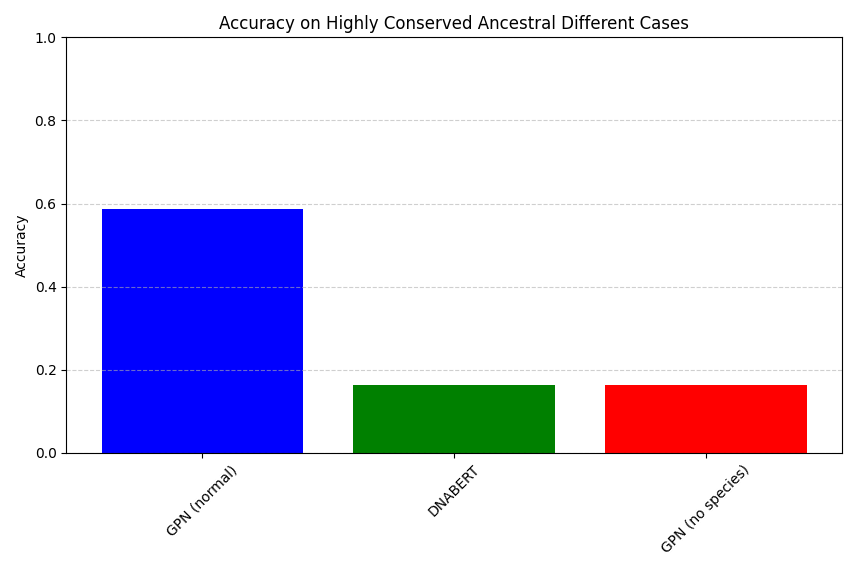 Accuracy on Highly Conserved Ancestral Different Cases
1.0
0.8
0.6
0.4
0.2
0.0
Accuracy
GPN (normal)
DNABERT
GPN (no species)